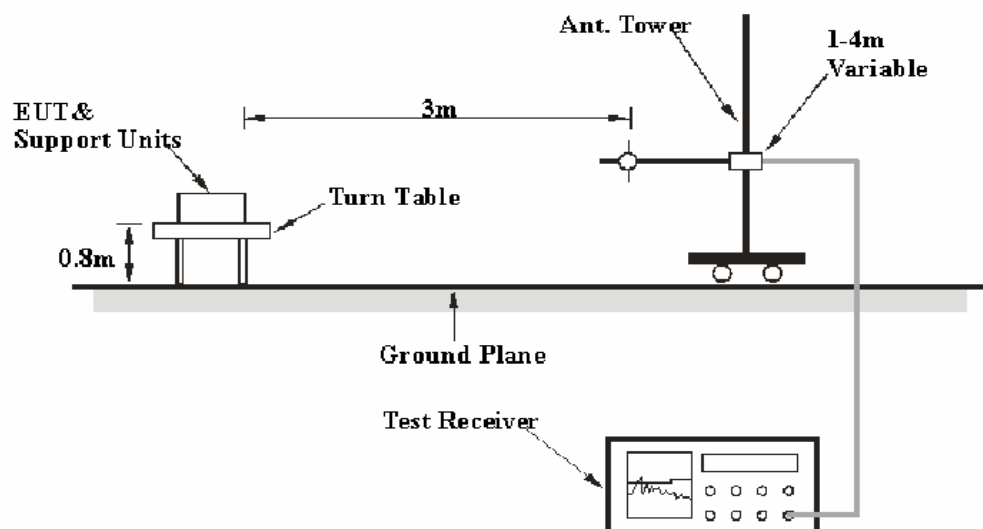 Ant. Tower
1-4m
Variable
EUT&
Support Units
3m
Turn Table
0.8m
Ground Plane
Test Receiver